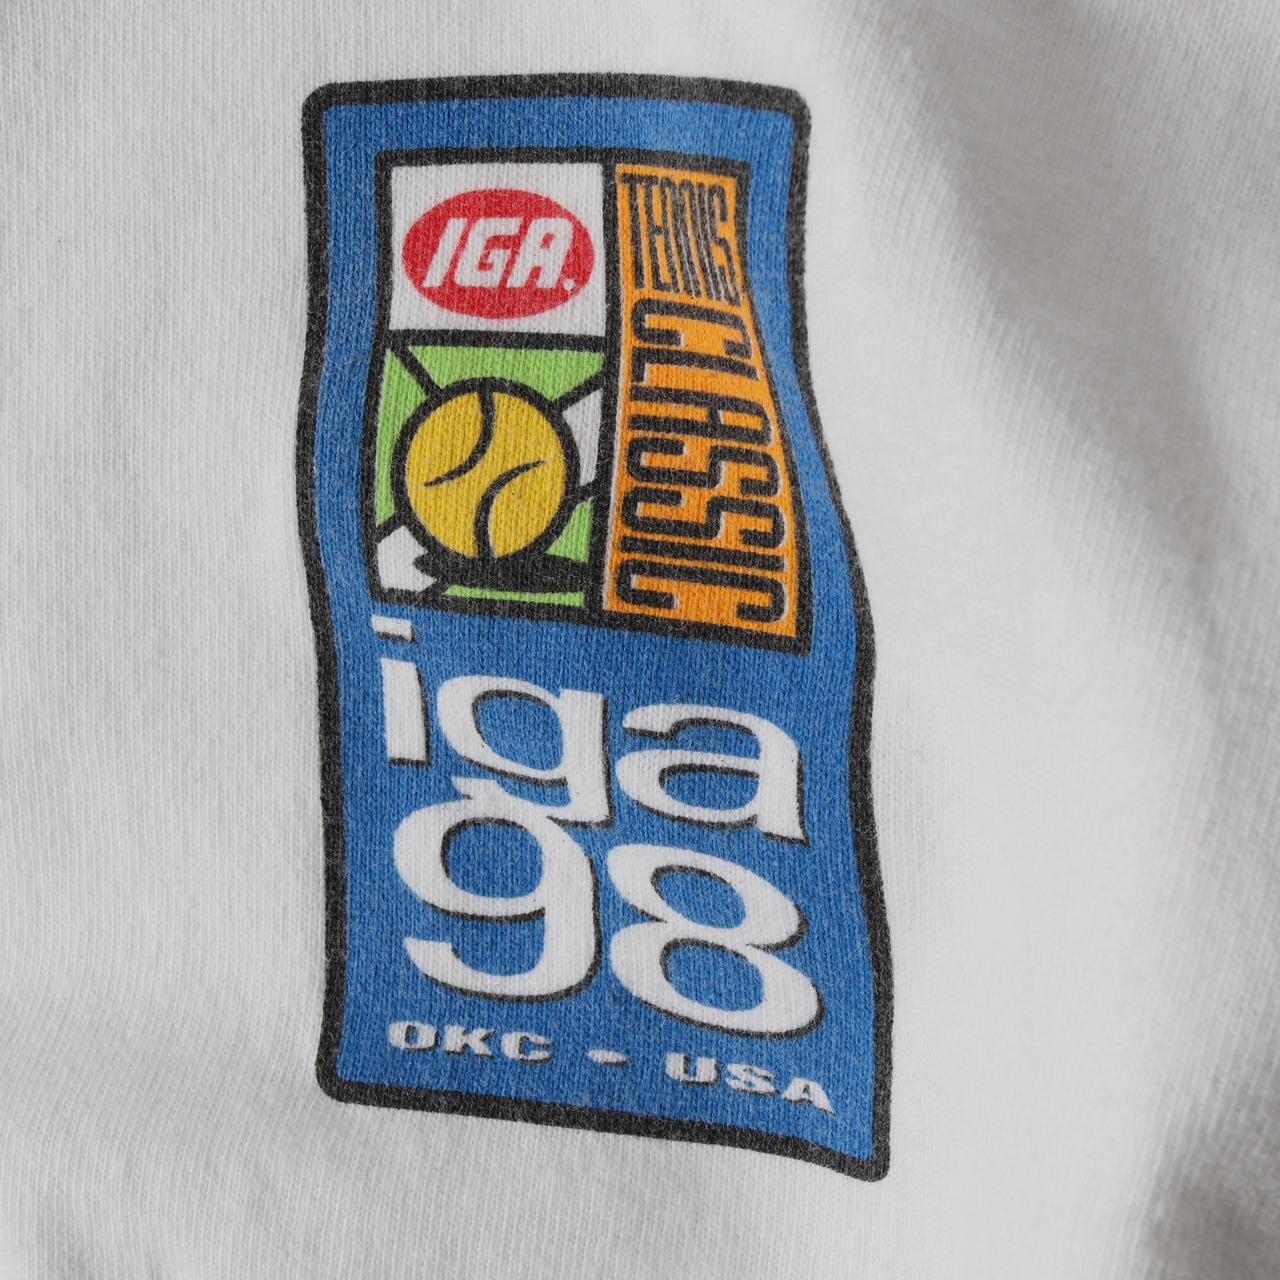 IGA.
TENNIS CLASSIC
iga
98
OKC • USA